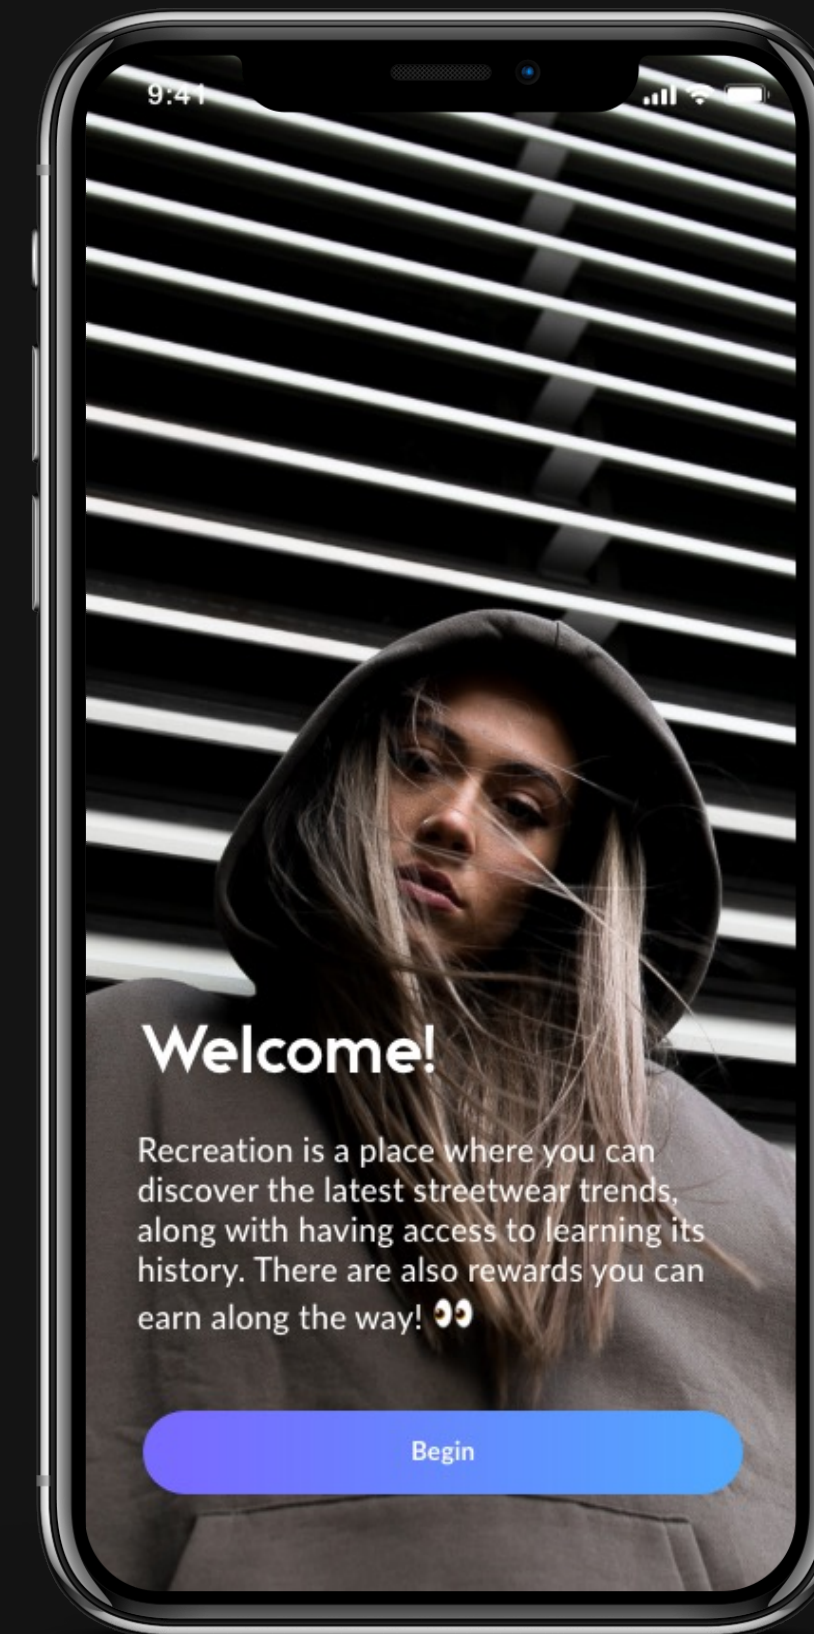 9:41
Welcome!
Recreation is a place where you can
discover the latest streetwear trends,
along with having access to learning its
history. There are also rewards you can
earn along the way! 👀
Begin